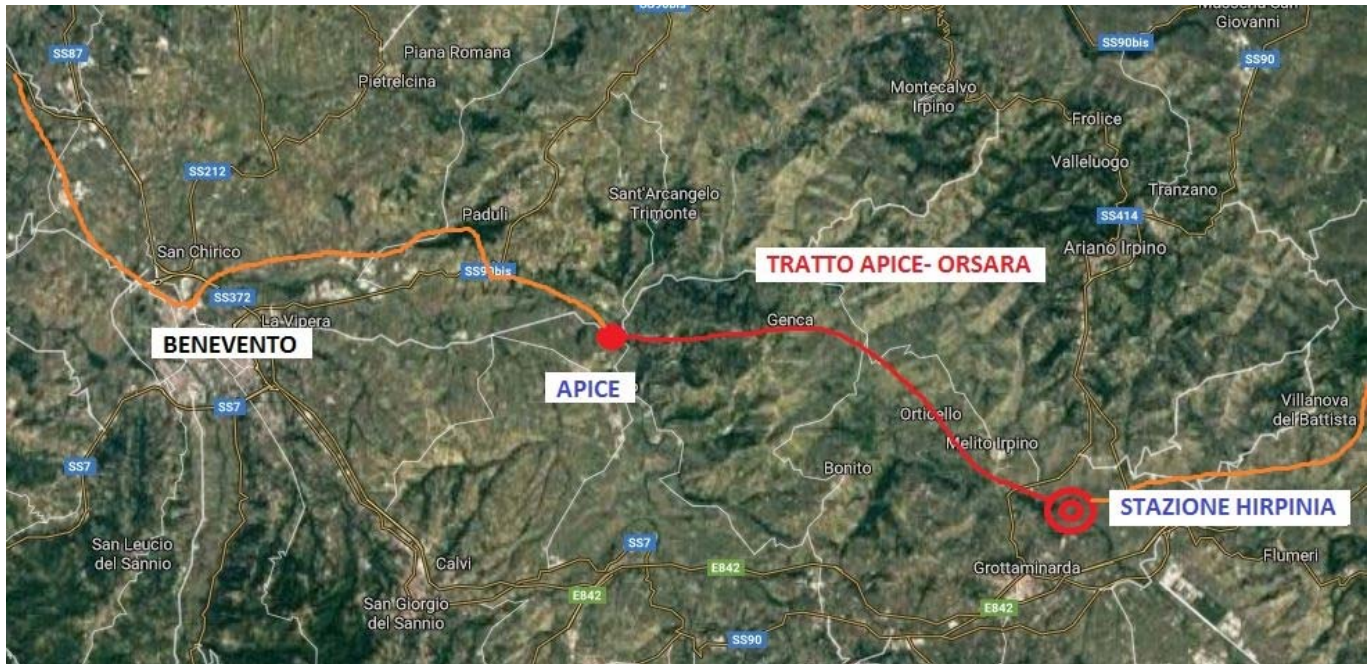 SS90bis
Masseria San
Giovanni
SS87
Piana Romana
SS90bis
SS90
Pietrelcina
Montecalvo
Irpino
Frolice
SS212
Valleluogo
Sant'Arcangelo
Trimonte
Tranzano
Paduli
SS414
San Chirico
Ariano Irpino
TRATTO APICE- ORSARA
SS90bis
SS372
La Vipera
Genca
BENEVENTO
APICE
SS7
Orticello
Villanova
del Battista
Melito Irpino
SS7
Bonito
STAZIONE HIRPINIA
San Leucio
del Sannio
SS7
Calvi
E842
Grottaminarda
Flumeri
San Giorgio
del Sannio
E842
E842
SS90